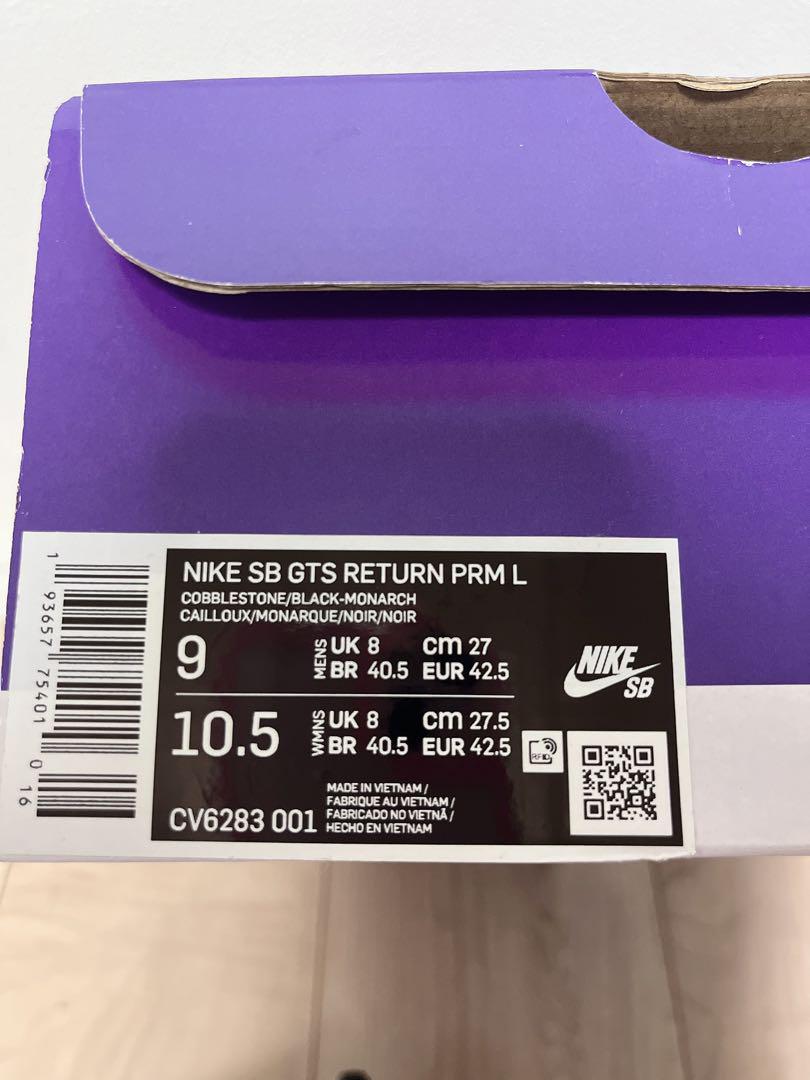 NIKE SB GTS RETURN PRM L
COBBLESTONE/BLACK-MONARCH
CAILLOUX/MONARQUE/NOIR/NOIR
9 MENS UK 8 cm 27
BR 40.5 EUR 42.5
10.5 WMNS UK 8 cm 27.5
BR 40.5 EUR 42.5
NIKE
SB
RFID
CV6283 001
MADE IN VIETNAM /
FABRIQUE AU VIETNAM /
FABRICADO NO VIETNÃ /
HECHO EN VIETNAM
1 93657 75401 0 16